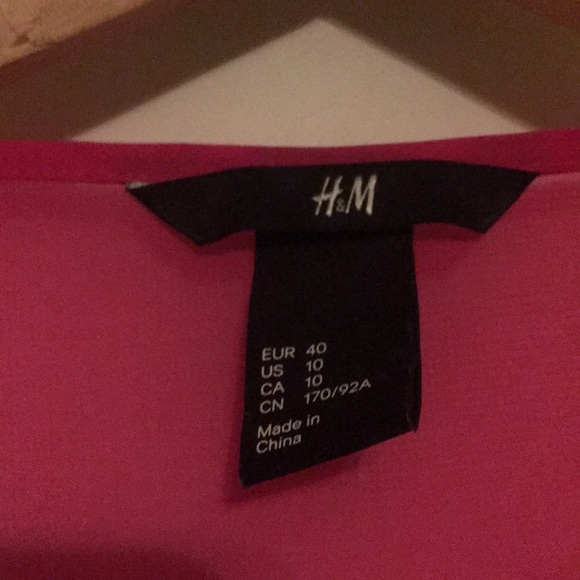 H&M
EUR 40
US 10
CA 10
CN 170/92A
Made in
China